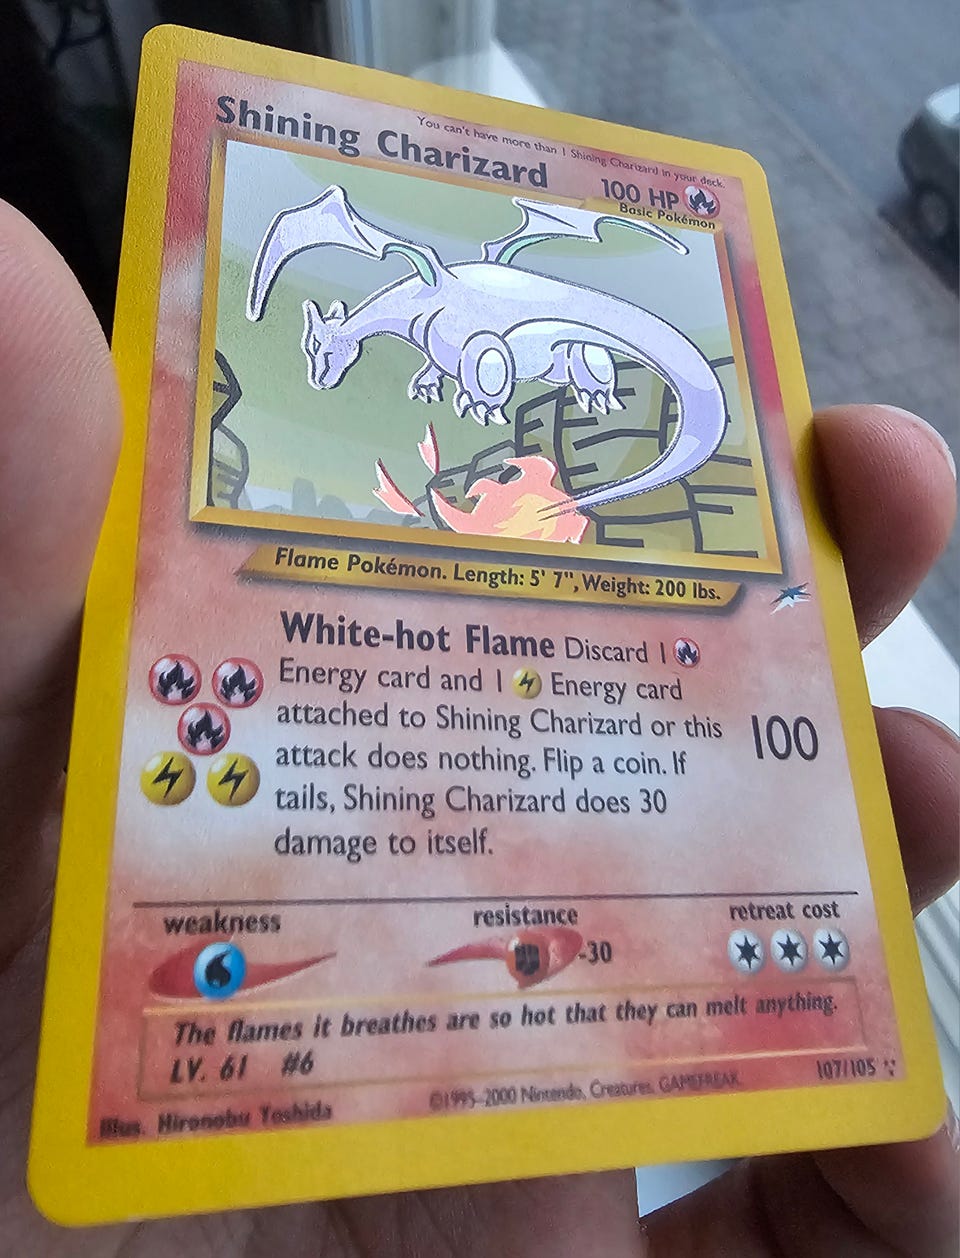 You can't have more than 1 Shining Charizard in your deck.
Shining Charizard
100 HP
Basic Pokémon
Flame Pokémon. Length: 5' 7", Weight: 200 lbs.
White-hot Flame Discard 1
Energy card and 1 Energy card
attached to Shining Charizard or this
attack does nothing. Flip a coin. If
tails, Shining Charizard does 30
damage to itself.
100
weakness
resistance
retreat cost
-30
The flames it breathes are so hot that they can melt anything.
LV. 61 #6
Illus. Hironobu Yoshida
©1995-2000 Nintendo, Creatures, GAMEFREAK.
107/105